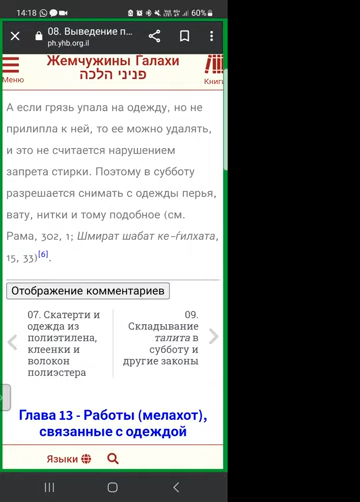 14:18
60%
08. Выведение п...
ph.yhb.org.il
Меню
Жемчужины Галахи
פניני הלכה
Книги
А если грязь упала на одежду, но не
прилипла к ней, то ее можно удалять,
и это не считается нарушением
запрета стирки. Поэтому в субботу
разрешается снимать с одежды перья,
вату, нитки и тому подобное (см.
Рама, 302, 1; Шмират шабат ке-ѓилхата,
15, 33)[6].
Отображение комментариев
07. Скатерти и
одежда из
полиэтилена,
клеенки и
волокон
полиэстера
09.
Складывание
талита в
субботу и
другие законы
Глава 13 - Работы (мелахот),
связанные с одеждой
Языки